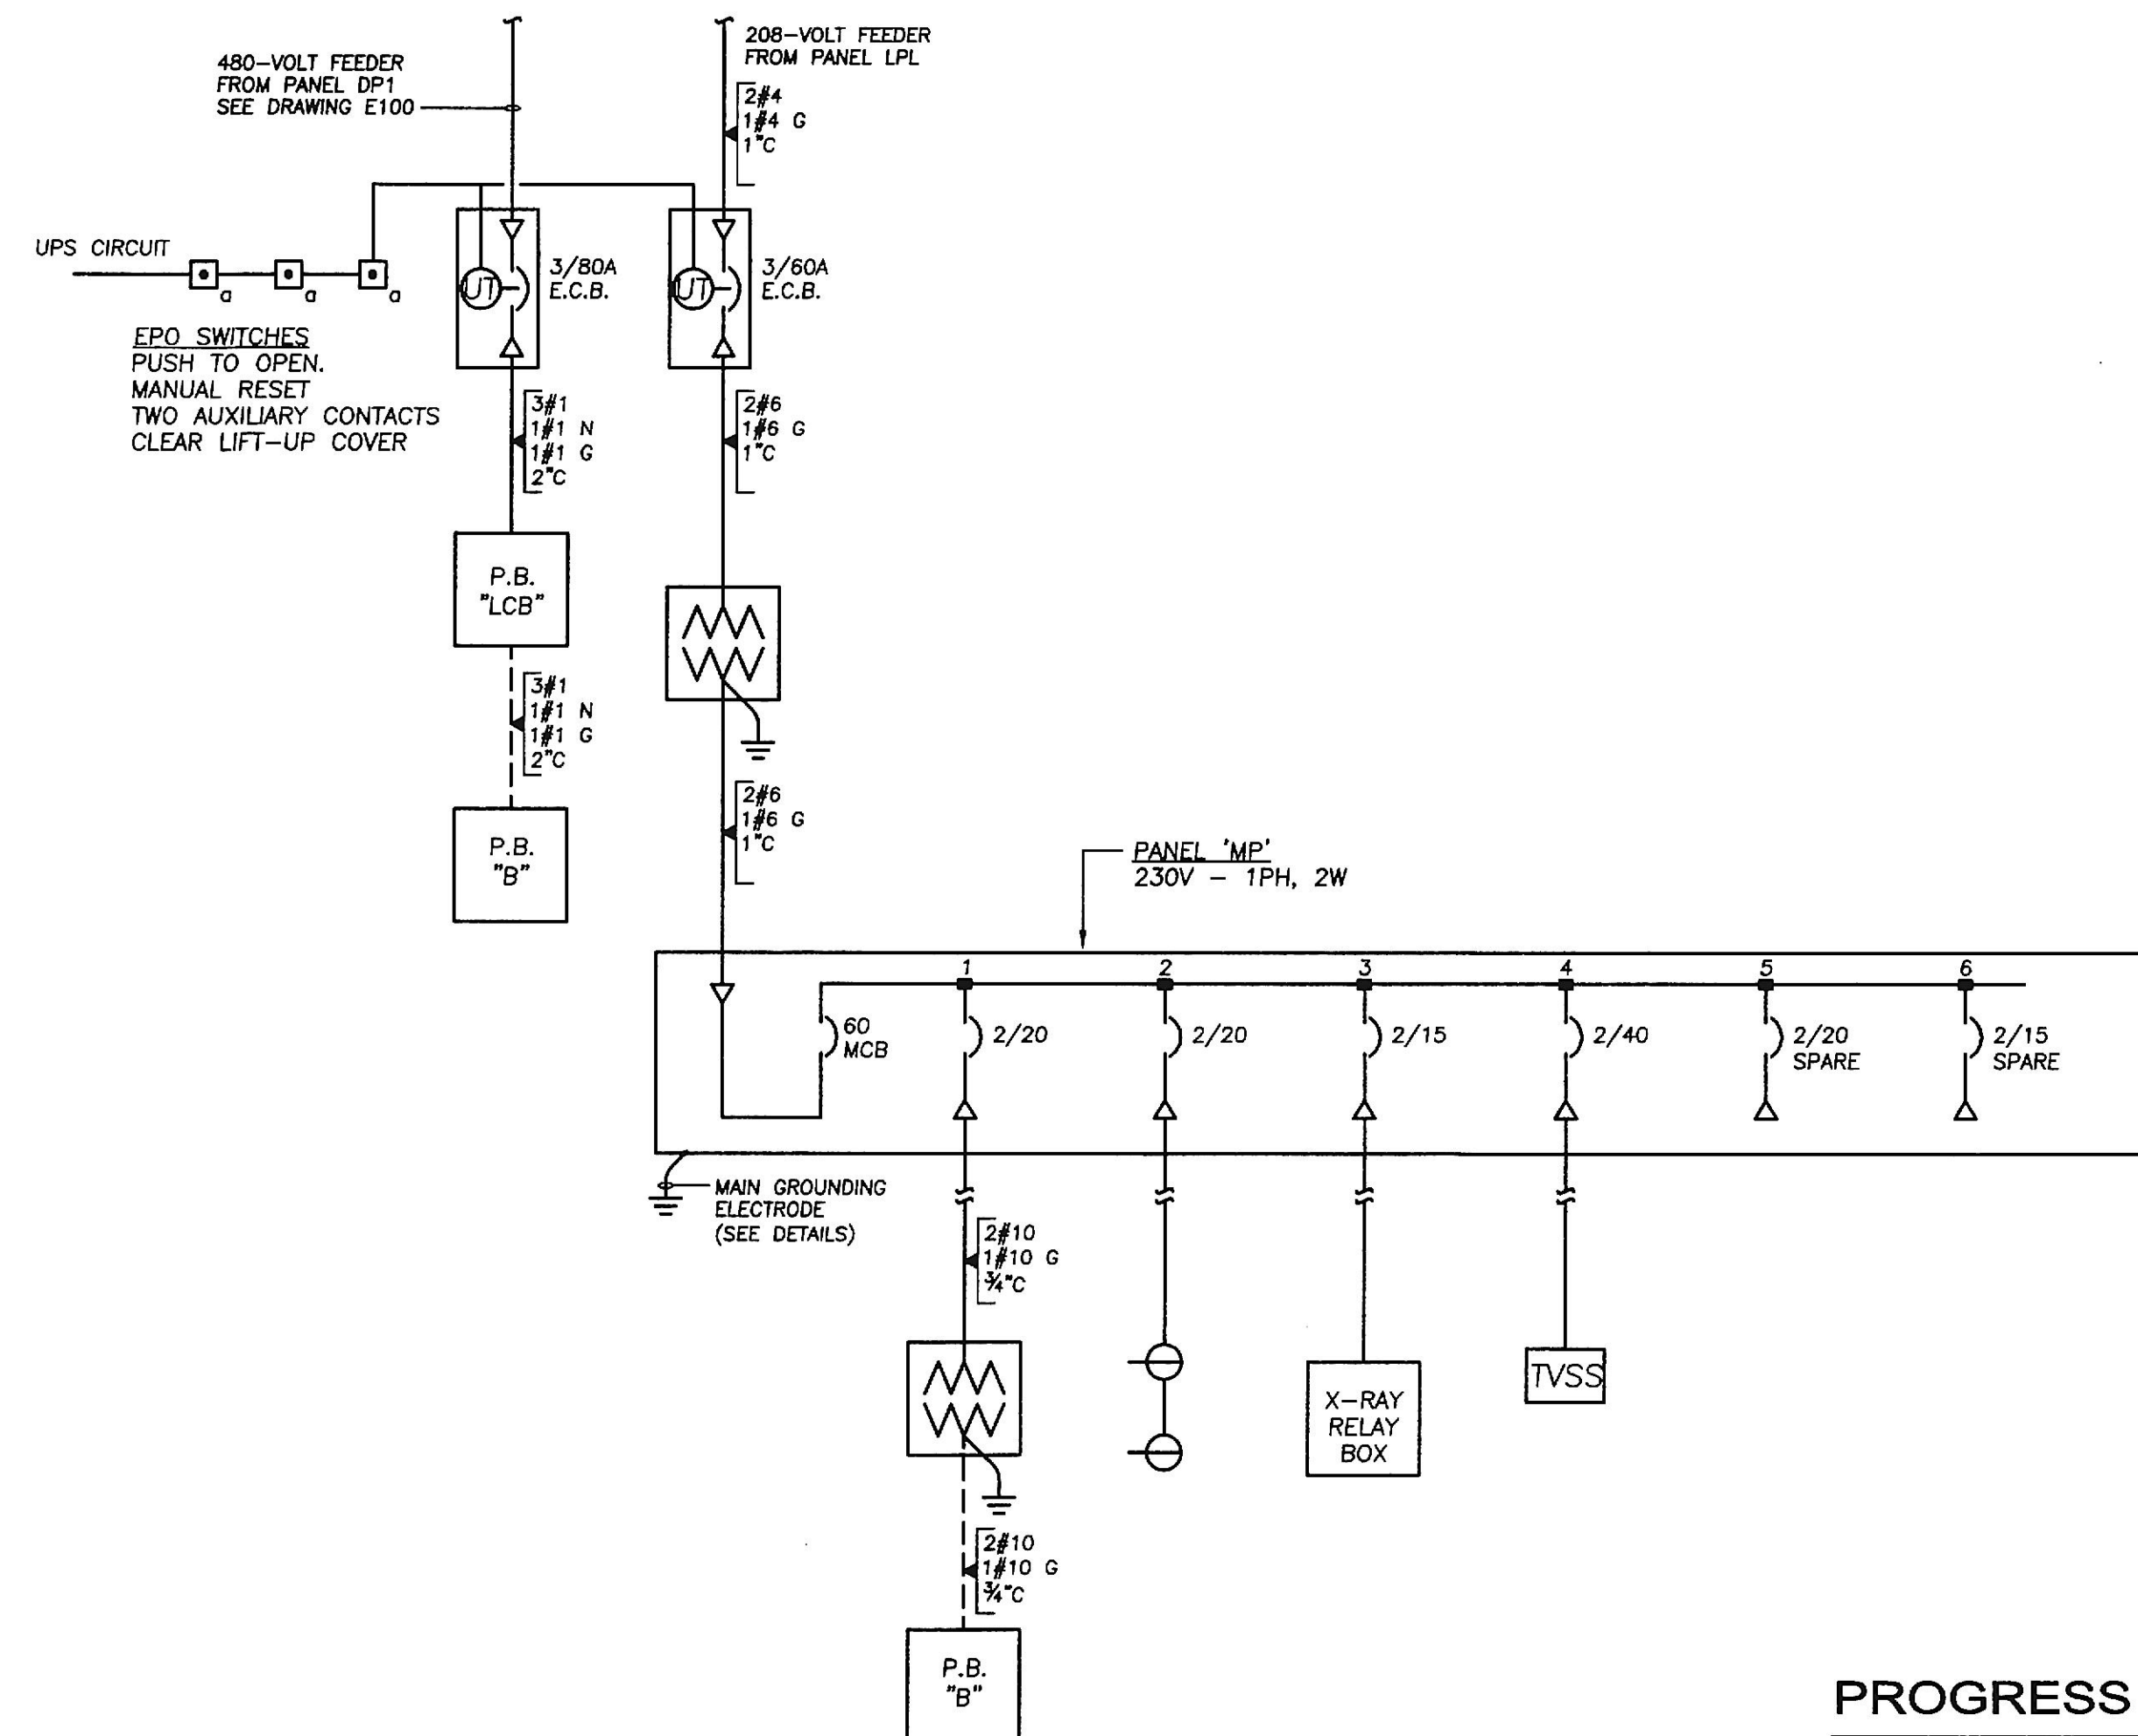 480-VOLT FEEDER
FROM PANEL DP1
SEE DRAWING E100
208-VOLT FEEDER
FROM PANEL LPL
2#4
1#4 G
1"C
UPS CIRCUIT
a
a
a
EPO SWITCHES
PUSH TO OPEN.
MANUAL RESET
TWO AUXILIARY CONTACTS
CLEAR LIFT-UP COVER
UT
3/80A
E.C.B.
UT
3/60A
E.C.B.
3#1
1#1 N
1#1 G
2"C
2#6
1#6 G
1"C
P.B.
"LCB"
3#1
1#1 N
1#1 G
2"C
P.B.
"B"
2#6
1#6 G
1"C
PANEL 'MP'
230V - 1PH, 2W
1
2
3
4
5
6
60
MCB
2/20
2/20
2/15
2/40
2/20
SPARE
2/15
SPARE
MAIN GROUNDING
ELECTRODE
(SEE DETAILS)
2#10
1#10 G
¾"C
X-RAY
RELAY
BOX
TVSS
2#10
1#10 G
¾"C
P.B.
"B"
PROGRESS